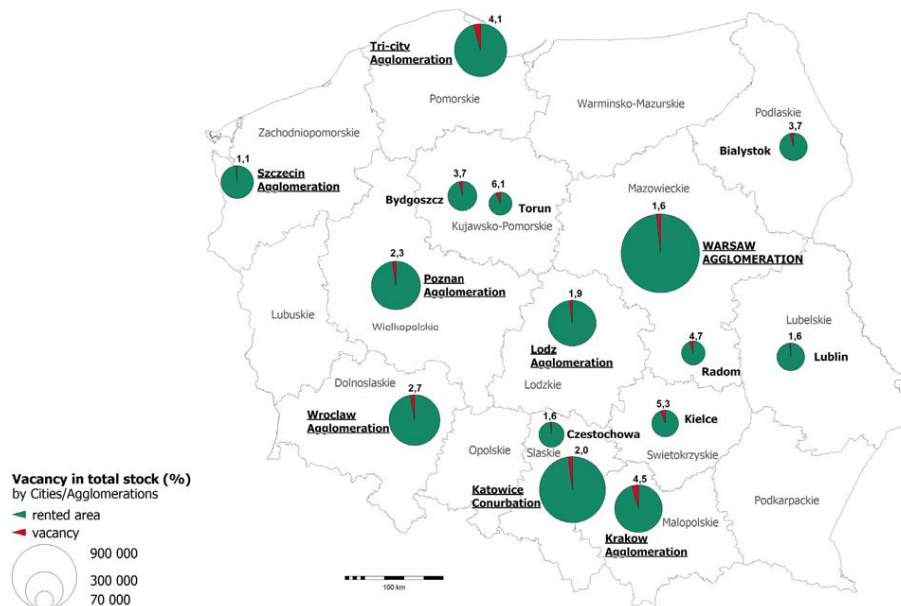 4,1
Tri-city
Agglomeration
Pomorskie
Warminsko-Mazurskie
Podlaskie
3,7
Bialystok
Zachodniopomorskie
1,1
Szczecin
Agglomeration
3,7
Bydgoszcz
6,1
Torun
Kujawsko-Pomorskie
Mazowieckie
1,6
WARSAW
AGGLOMERATION
2,3
Poznan
Agglomeration
Wielkopolskie
Lubuskie
1,9
Lodz
Agglomeration
Lodzkie
4,7
Radom
Lubelskie
1,6
Lublin
Dolnoslaskie
2,7
Wroclaw
Agglomeration
Opolskie
1,6
Czestochowa
Slaskie
2,0
Katowice
Conurbation
5,3
Kielce
Swietokrzyskie
4,5
Krakow
Agglomeration
Malopolskie
Podkarpackie
Vacancy in total stock (%)
by Cities/Agglomerations
rented area
vacancy
900 000
300 000
70 000
100 km